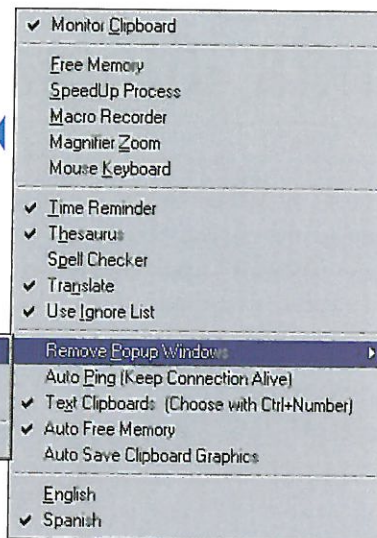 Monitor Clipboard
Free Memory
SpeedUp Process
Macro Recorder
Magnifier Zoom
Mouse Keyboard
Time Reminder
Thesaurus
Spell Checker
Translate
Use Ignore List
Remove Popup Windows
Auto Ping (Keep Connection Alive)
Text Clipboards (Choose with Ctrl+Number)
Auto Free Memory
Auto Save Clipboard Graphics
English
Spanish